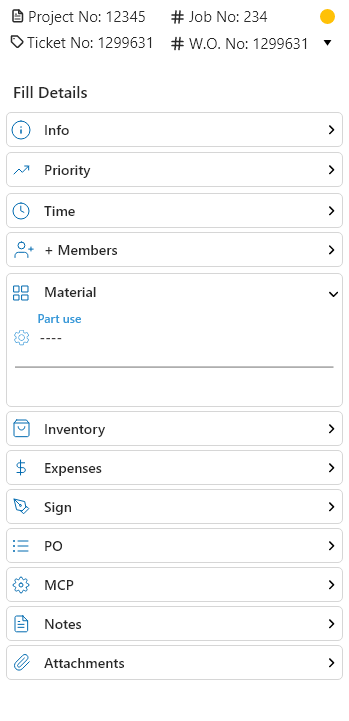 Project No: 12345
# Job No: 234
Ticket No: 1299631
# W.O. No: 1299631
Fill Details
Info
Priority
Time
+ Members
Material
Part use
----
Inventory
Expenses
Sign
PO
MCP
Notes
Attachments